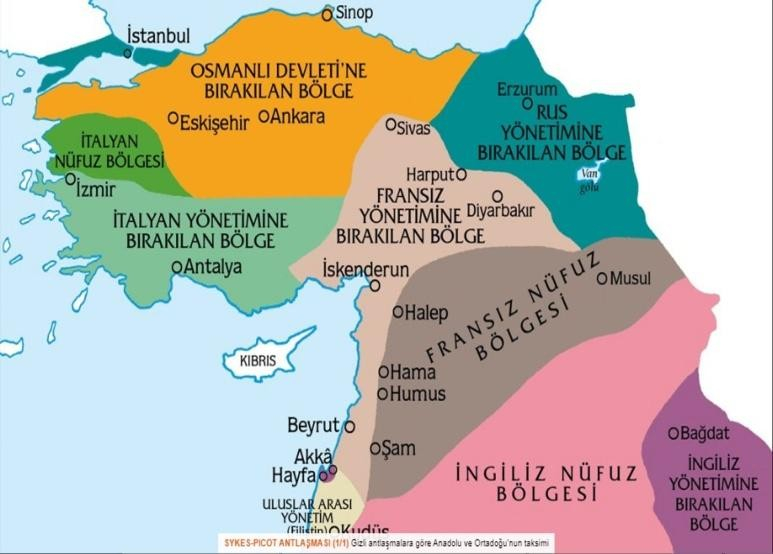 Sinop
İstanbul
OSMANLI DEVLETİ'NE
BIRAKILAN BÖLGE
Eskişehir
Ankara
Erzurum
RUS
YÖNETİMİNE
BIRAKILAN BÖLGE
Van
gölü
Sivas
İTALYAN
NÜFUZ BÖLGESİ
İzmir
Harput
Diyarbakır
FRANSIZ
YÖNETİMİNE
BIRAKILAN BÖLGE
İTALYAN YÖNETİMİNE
BIRAKILAN BÖLGE
Antalya
İskenderun
Musul
Halep
FRANSIZ NÜFUZ
BÖLGESİ
KIBRIS
Hama
Humus
Beyrut
Şam
Akkâ
Hayfa
Bağdat
İNGİLİZ NÜFUZ
BÖLGESİ
İNGİLİZ
YÖNETİMİNE
BIRAKILAN
BÖLGE
ULUSLAR ARASI
YÖNETİM
(Filistin)
Kudüs
SYKES-PICOT ANTLAŞMASI (1/1) Gizli antlaşmalara göre Anadolu ve Ortadoğu'nun taksimi